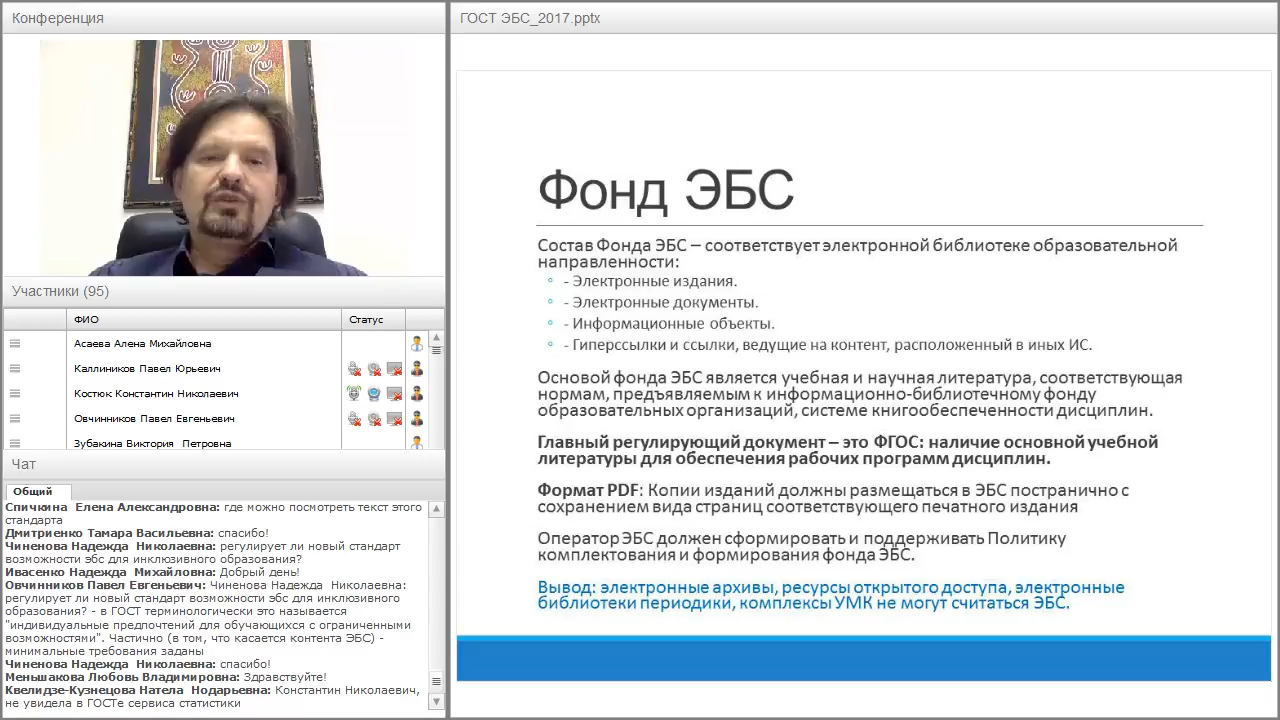 Конференция
ГОСТ ЭБС_2017.pptx
Участники (95)
ФИО
Статус
Асаева Алена Михайловна
Каллиников Павел Юрьевич
Костюк Константин Николаевич
Овчинников Павел Евгеньевич
Зубакина Виктория  Петровна
Чат
Общий
Спичкина  Елена Александровна: где можно посмотреть текст этого
стандарта
Дмитриенко Тамара Васильевна: спасибо!
Чиненова Надежда  Николаевна: регулирует ли новый стандарт
возможности эбс для инклюзивного образования?
Ивасенко Надежда  Михайловна: Добрый день!
Овчинников Павел Евгеньевич: Чиненова Надежда  Николаевна:
регулирует ли новый стандарт возможности эбс для инклюзивного
образования? - в ГОСТ терминологически это называется
"индивидуальные предпочтений для обучающихся с ограниченными
возможностями". Частично (в том, что касается контента ЭБС) -
минимальные требования заданы
Чиненова Надежда  Николаевна: спасибо!
Меньшакова Любовь Владимировна: Здравствуйте!
Квелидзе-Кузнецова Натела  Нодарьевна: Константин Николаевич,
не увидела в ГОСТе сервиса статистики
Фонд ЭБС
Состав Фонда ЭБС – соответствует электронной библиотеке образовательной
направленности:
- Электронные издания.
- Электронные документы.
- Информационные объекты.
- Гиперссылки и ссылки, ведущие на контент, расположенный в иных ИС.
Основой фонда ЭБС является учебная и научная литература, соответствующая
нормам, предъявляемым к информационно-библиотечному фонду
образовательных организаций, системе книгообеспеченности дисциплин.
Главный регулирующий документ – это ФГОС: наличие основной учебной
литературы для обеспечения рабочих программ дисциплин.
Формат PDF: Копии изданий должны размещаться в ЭБС постранично с
сохранением вида страниц соответствующего печатного издания
Оператор ЭБС должен сформировать и поддерживать Политику
комплектования и формирования фонда ЭБС.
Вывод: электронные архивы, ресурсы открытого доступа, электронные
библиотеки периодики, комплексы УМК не могут считаться ЭБС.